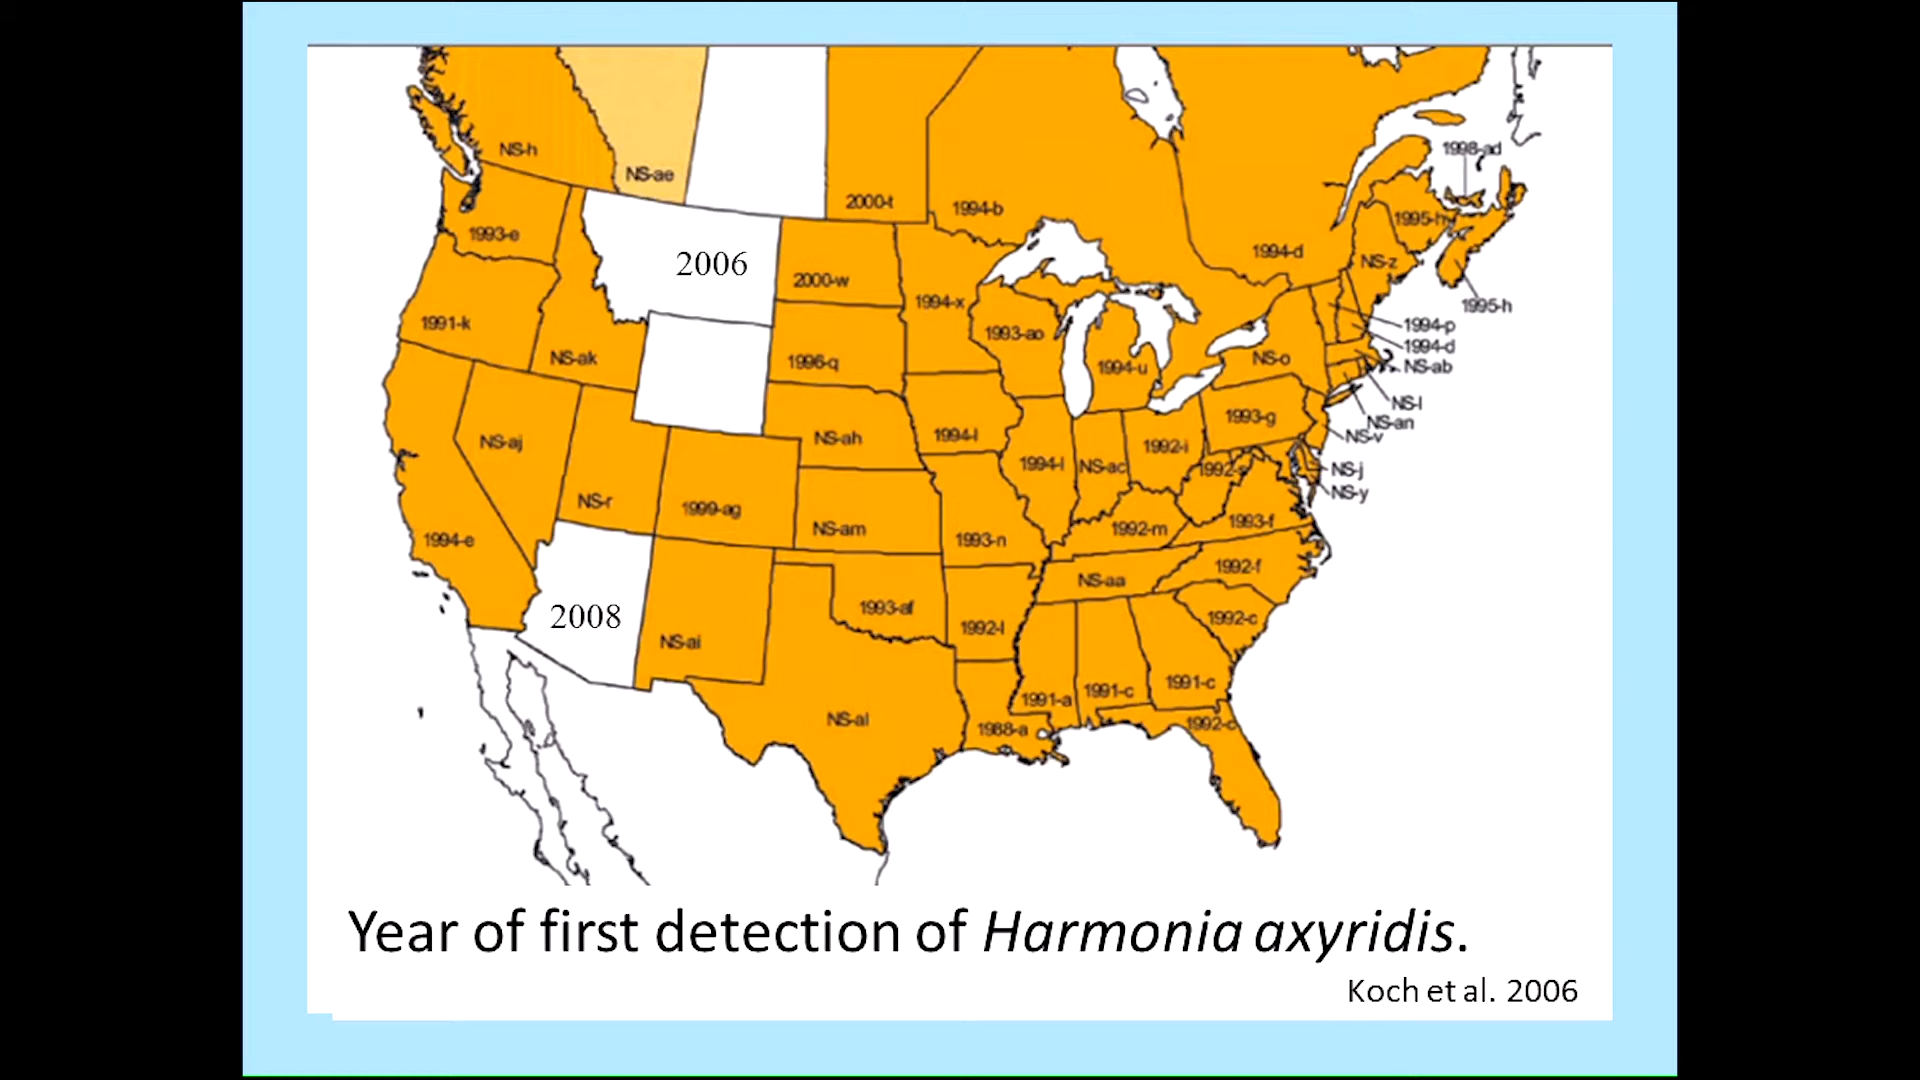 1998-ad
NS-h
NS-ae
2000-t
1994-b
1995-h
1993-e
1994-d
NS-z
2006
2000-w
1994-x
1995-h
1991-k
1993-ao
1994-p
1994-d
NS-ak
1996-q
1994-u
NS-o
NS-ab
NS-l
NS-aj
NS-ah
1994-l
1993-g
NS-an
NS-v
1994-l
NS-ac
1992-i
NS-j
NS-r
1999-ag
NS-y
1994-e
NS-am
1993-n
1992-m
1993-f
NS-aa
1992-f
2008
1993-af
1992-l
1992-c
NS-ai
1991-a
1991-c
1991-c
NS-al
1988-a
1992-c
Year of first detection of Harmonia axyridis.
Koch et al. 2006